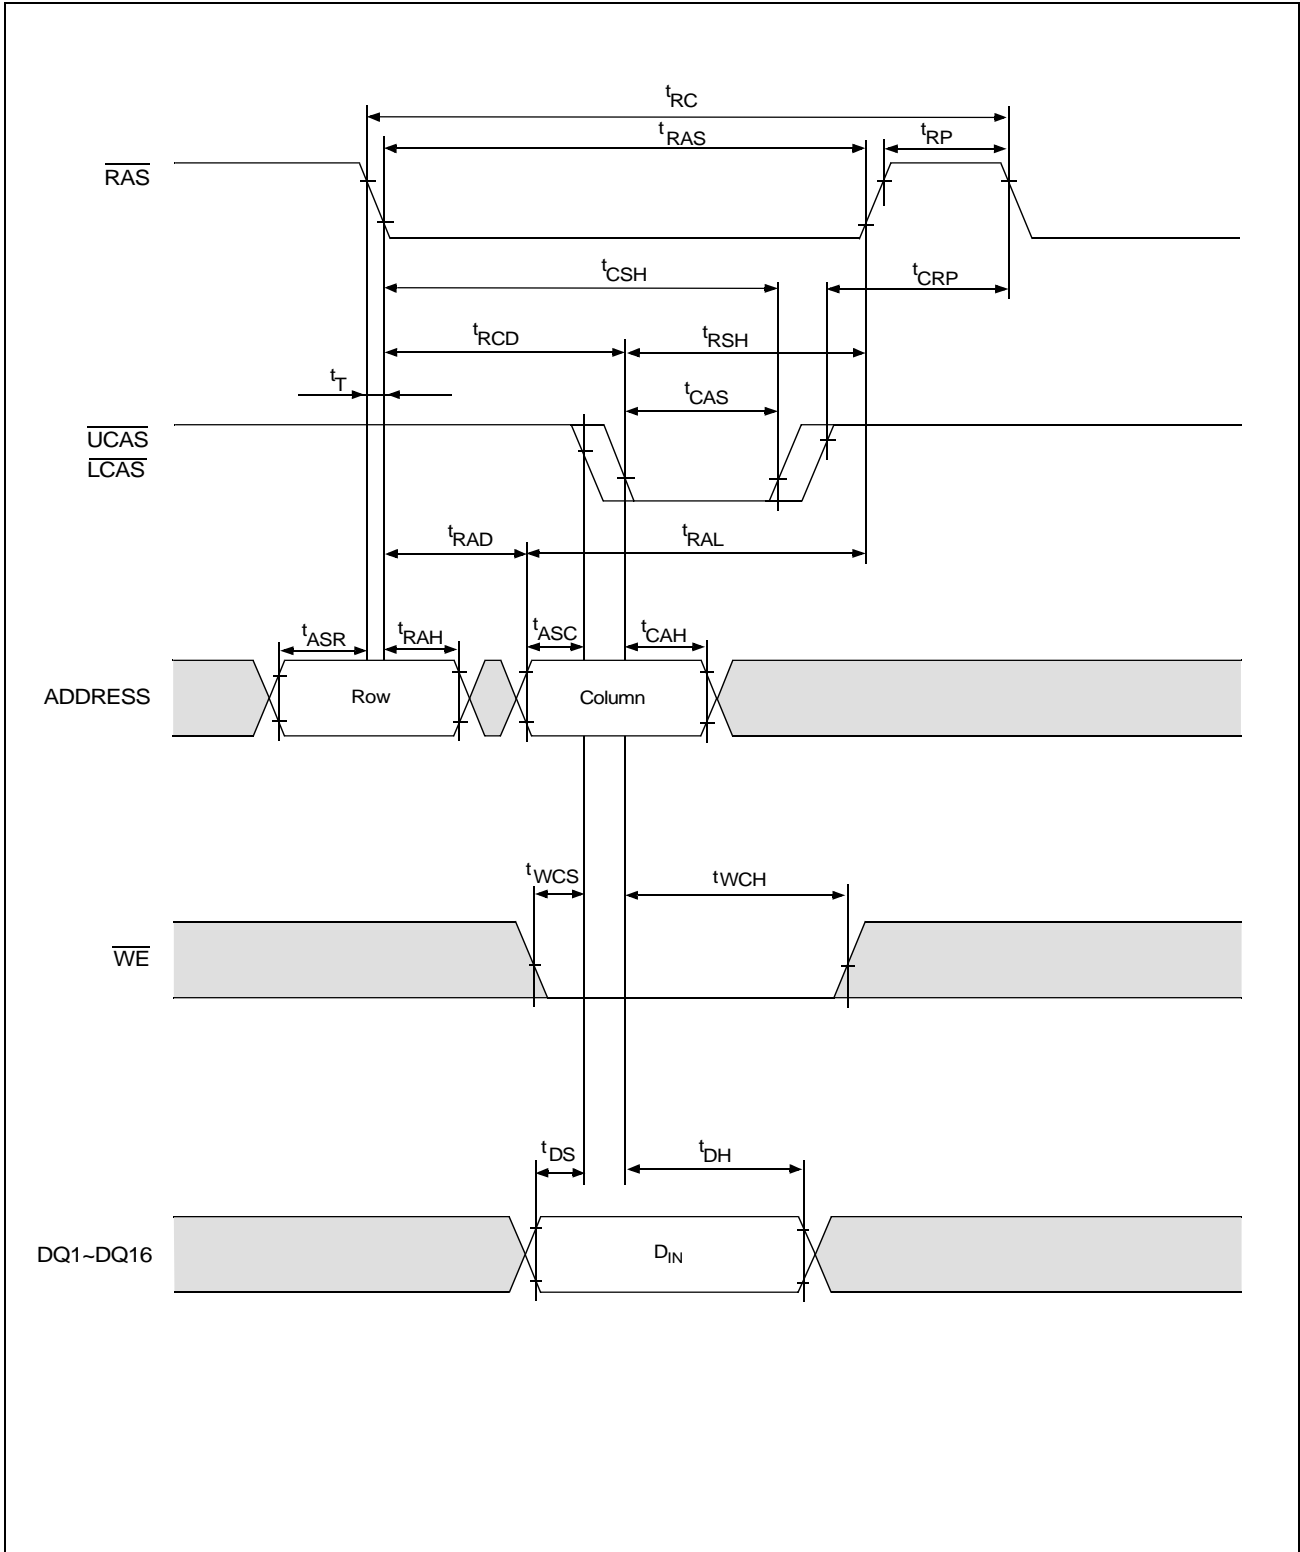 tRC
tRAS
tRP
RAS
tCSH
tCRP
tRCD
tRSH
tT
tCAS
UCAS
LCAS
tRAD
tRAL
tASR
tRAH
tASC
tCAH
ADDRESS
Row
Column
tWCS
tWCH
WE
tDS
tDH
DQ1~DQ16
DIN